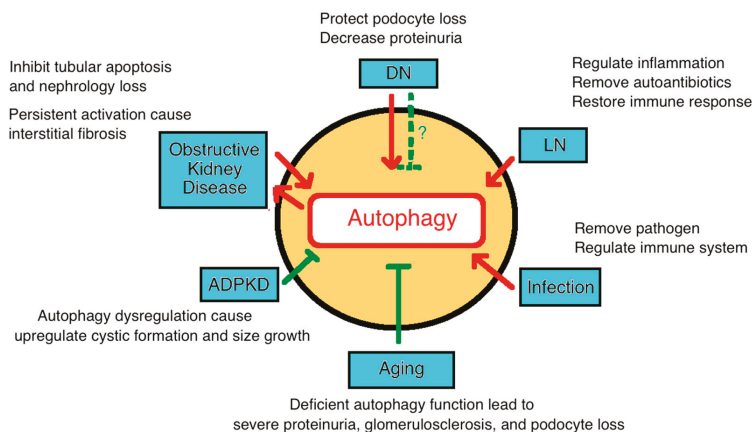 Protect podocyte loss
Decrease proteinuria
DN
?
Inhibit tubular apoptosis
and nephrology loss
Persistent activation cause
interstitial fibrosis
Obstructive
Kidney
Disease
Regulate inflammation
Remove autoantibiotics
Restore immune response
LN
Autophagy
Remove pathogen
Regulate immune system
Infection
ADPKD
Autophagy dysregulation cause
upregulate cystic formation and size growth
Aging
Deficient autophagy function lead to
severe proteinuria, glomerulosclerosis, and podocyte loss